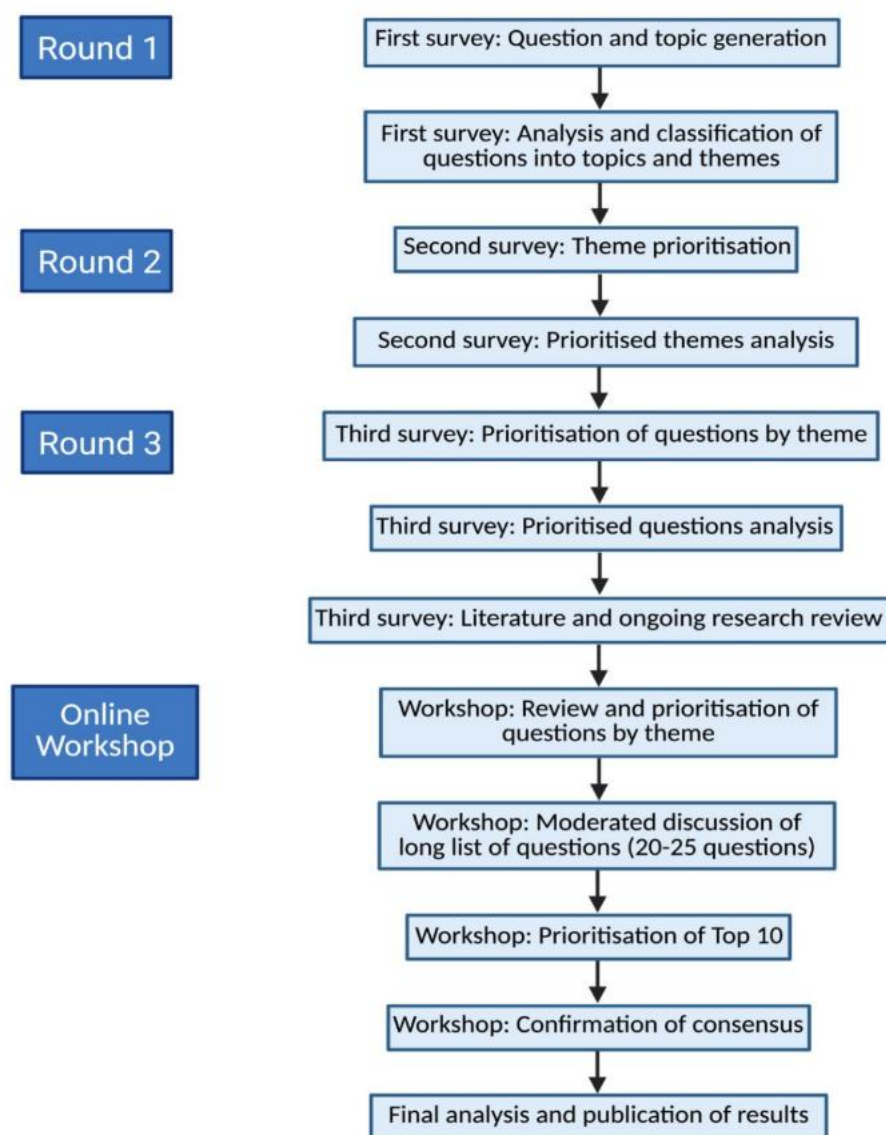 Round 1
First survey: Question and topic generation
First survey: Analysis and classification of
questions into topics and themes
Round 2
Second survey: Theme prioritisation
Second survey: Prioritised themes analysis
Round 3
Third survey: Prioritisation of questions by theme
Third survey: Prioritised questions analysis
Third survey: Literature and ongoing research review
Online
Workshop
Workshop: Review and prioritisation of
questions by theme
Workshop: Moderated discussion of
long list of questions (20-25 questions)
Workshop: Prioritisation of Top 10
Workshop: Confirmation of consensus
Final analysis and publication of results